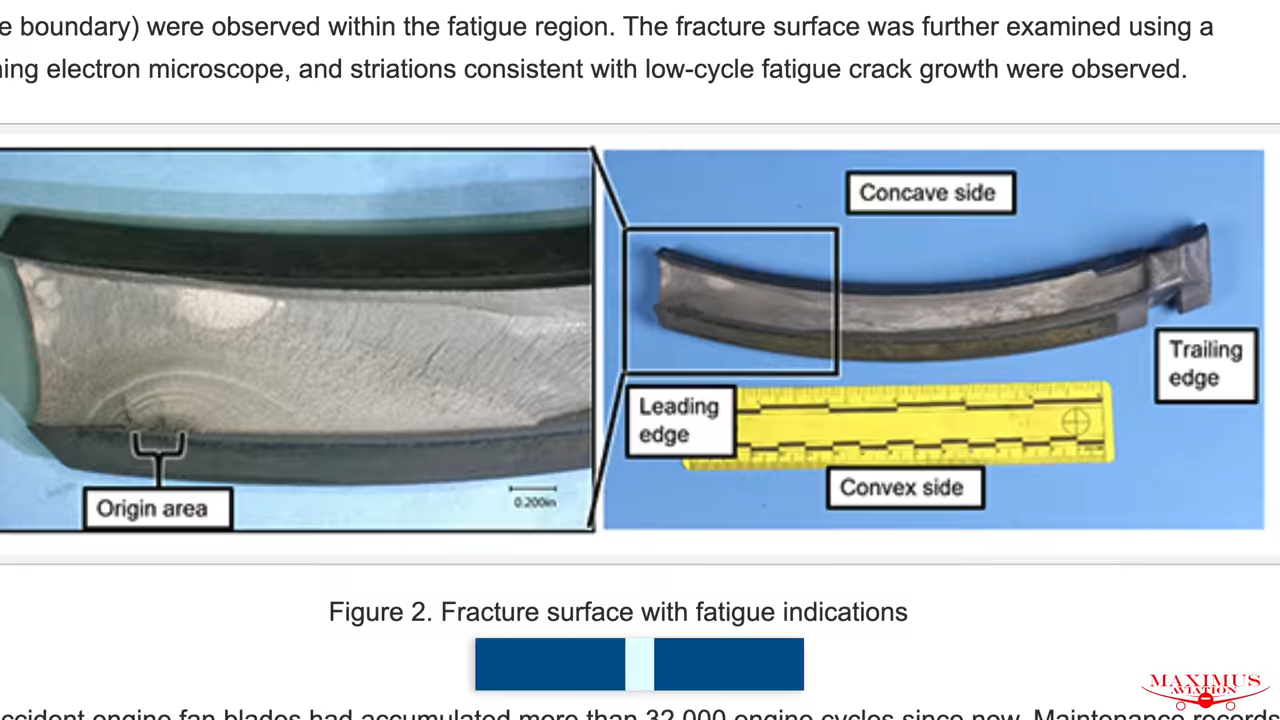 e boundary) were observed within the fatigue region. The fracture surface was further examined using a
ning electron microscope, and striations consistent with low-cycle fatigue crack growth were observed.
Concave side
Trailing
edge
Leading
edge
Convex side
Origin area
0.200in
Figure 2. Fracture surface with fatigue indications
MAXIMUS
AVIATION
ccident engine fan blades had accumulated more than 32,000 engine cycles since new. Maintenance records